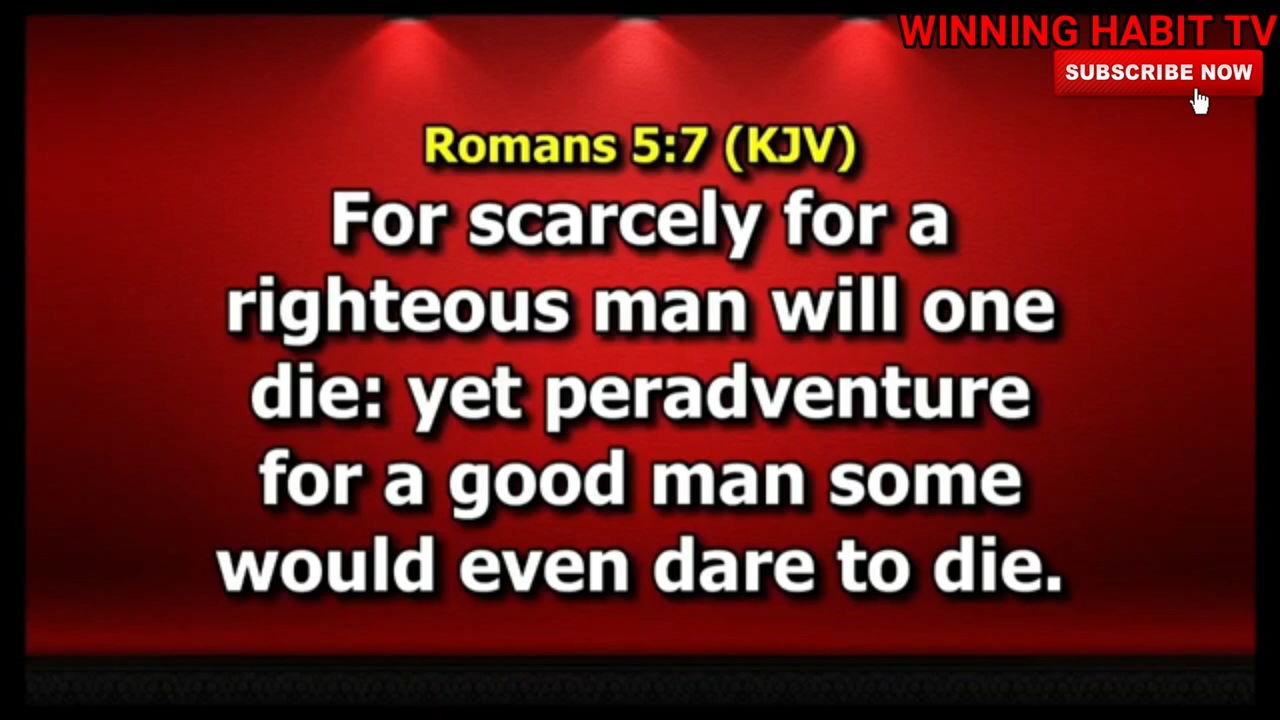 WINNING HABIT TV
SUBSCRIBE NOW
Romans 5:7 (KJV)
For scarcely for a
righteous man will one
die: yet peradventure
for a good man some
would even dare to die.